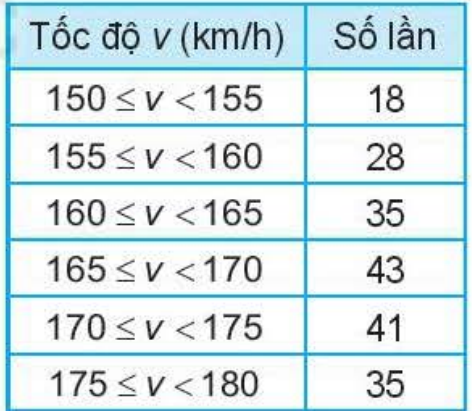 Tốc độ v (km/h) Số lần
150 ≤ v < 155 18
155 ≤ v < 160 28
160 ≤ v < 165 35
165 ≤ v < 170 43
170 ≤ v < 175 41
175 ≤ v < 180 35